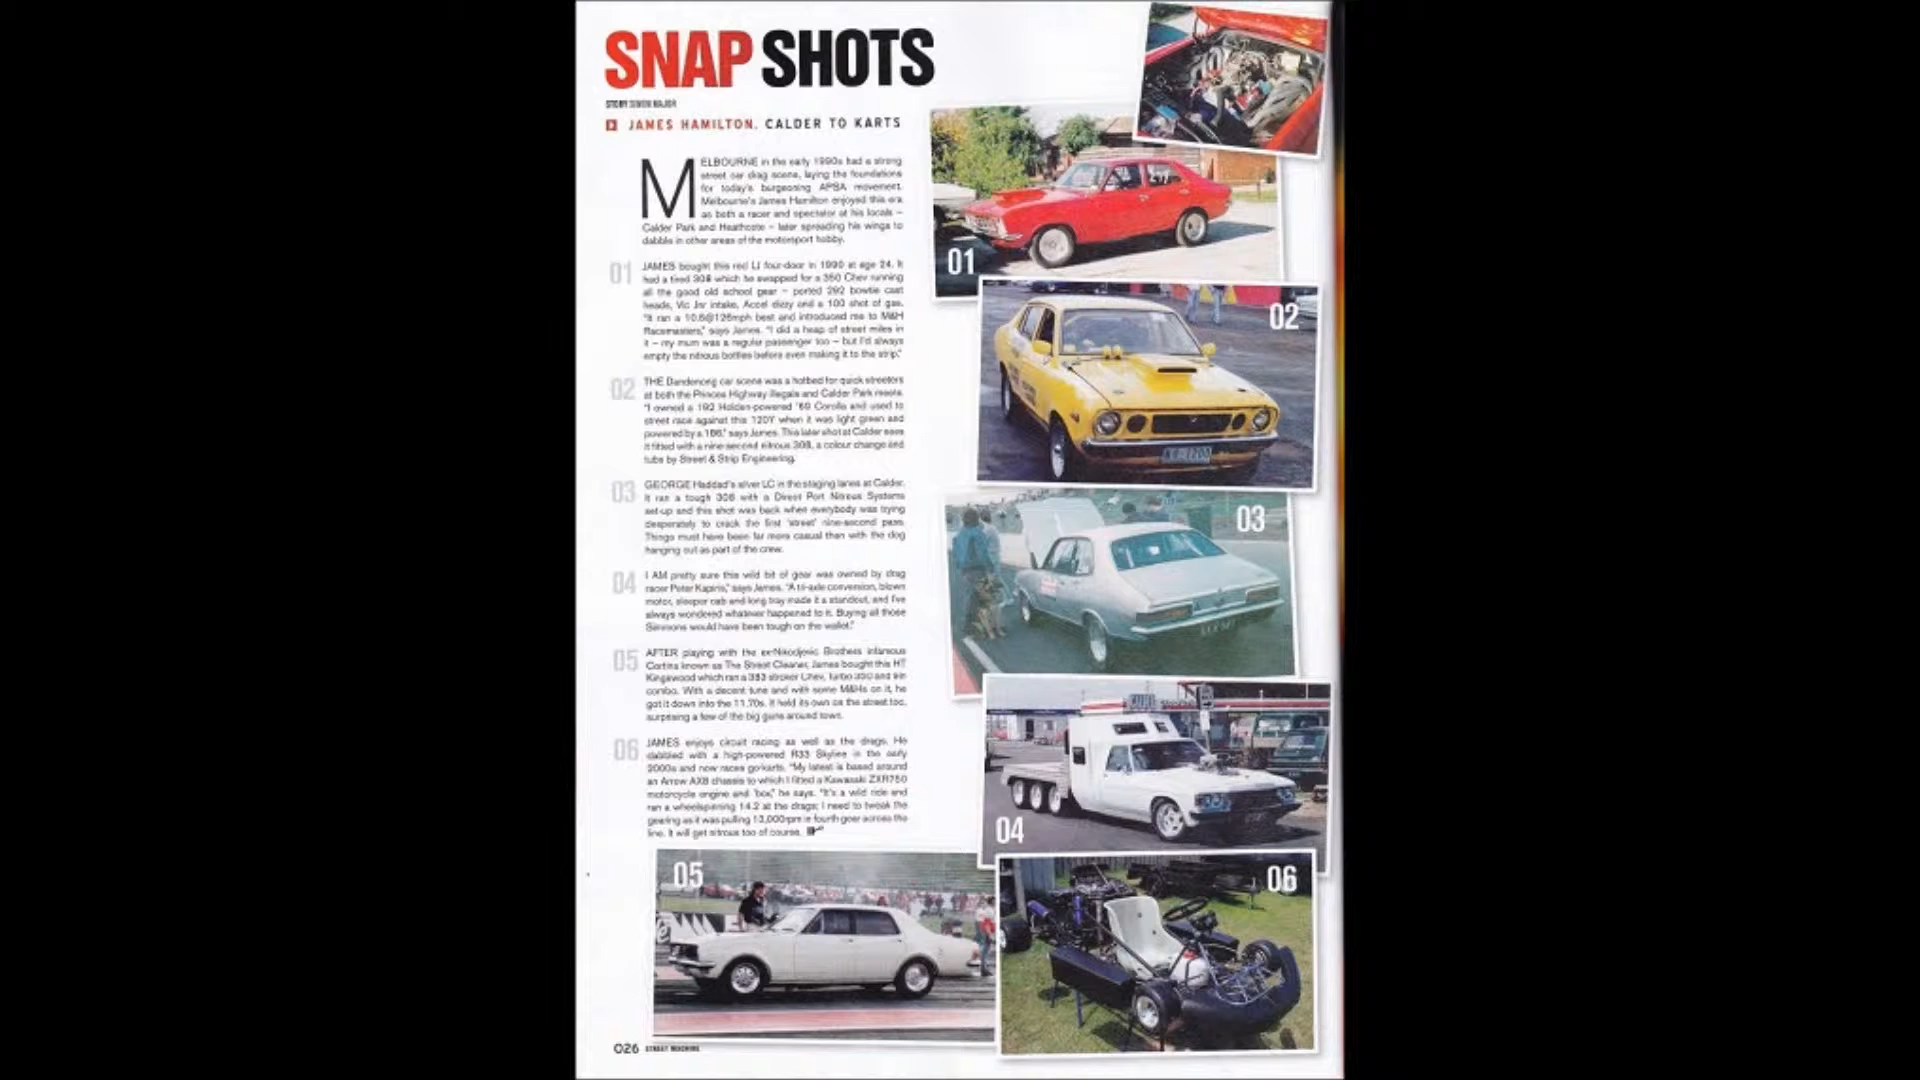 SNAP SHOTS
STORY SIMON MAJOR
JAMES HAMILTON. CALDER TO KARTS
MELBOURNE in the early 1990s had a strong
street car drag scene, laying the foundations
for today's burgeoning APSA movement.
Melbourne's James Hamilton enjoyed this era
as both a racer and spectator at his locals –
Calder Park and Heathcote – later spreading his wings to
dabble in other areas of the motorsport hobby.
01
JAMES bought this red LJ four-door in 1990 at age 24. It
had a tired 308 which he swapped for a 350 Chev running
all the good old school gear – ported 292 bowtie cast
heads, Vic Jnr intake, Accel dizzy and a 100 shot of gas.
"It ran a 10.6@126mph best and introduced me to M&H
Racemasters," says James. "I did a heap of street miles in
it – my mum was a regular passenger too – but I'd always
empty the nitrous bottles before even making it to the strip."
02
THE Dandenong car scene was a hotbed for quick streeters
at both the Princes Highway illegals and Calder Park meets.
"I owned a 192 Holden-powered '69 Corolla and used to
street race against this 120Y when it was light green and
powered by a 186," says James. This later shot at Calder sees
it fitted with a nine-second nitrous 308, a colour change and
tubs by Street & Strip Engineering.
03
GEORGE Haddad's silver LC in the staging lanes at Calder.
It ran a tough 308 with a Direct Port Nitrous Systems
set-up and this shot was back when everybody was trying
desperately to crack the first 'street' nine-second pass.
Things must have been far more casual then with the dog
hanging out as part of the crew.
04
I AM pretty sure this wild bit of gear was owned by drag
racer Peter Kapiris," says James. "A tri-axle conversion, blown
motor, sleeper cab and long tray made it a standout, and I've
always wondered whatever happened to it. Buying all those
Simmons would have been tough on the wallet."
05
AFTER playing with the ex-Nikodjevic Brothers infamous
Cortina known as The Street Cleaner, James bought this HT
Kingswood which ran a 383 stroker Chev, Turbo 350 and 9in
combo. With a decent tune and with some M&Hs on it, he
got it down into the 11.70s. It held its own on the street too,
surprising a few of the big guns around town.
06
JAMES enjoys circuit racing as well as the drags. He
dabbled with a high-powered R33 Skyline in the early
2000s and now races go-karts. "My latest is based around
an Arrow AX8 chassis to which I fitted a Kawasaki ZXR750
motorcycle engine and 'box," he says. "It's a wild ride and
ran a wheelspinning 14.2 at the drags; I need to tweak the
gearing as it was pulling 13,000rpm in fourth gear across the
line. It will get nitrous too of course.
01
02
03
04
05
06
026 STREET MACHINE